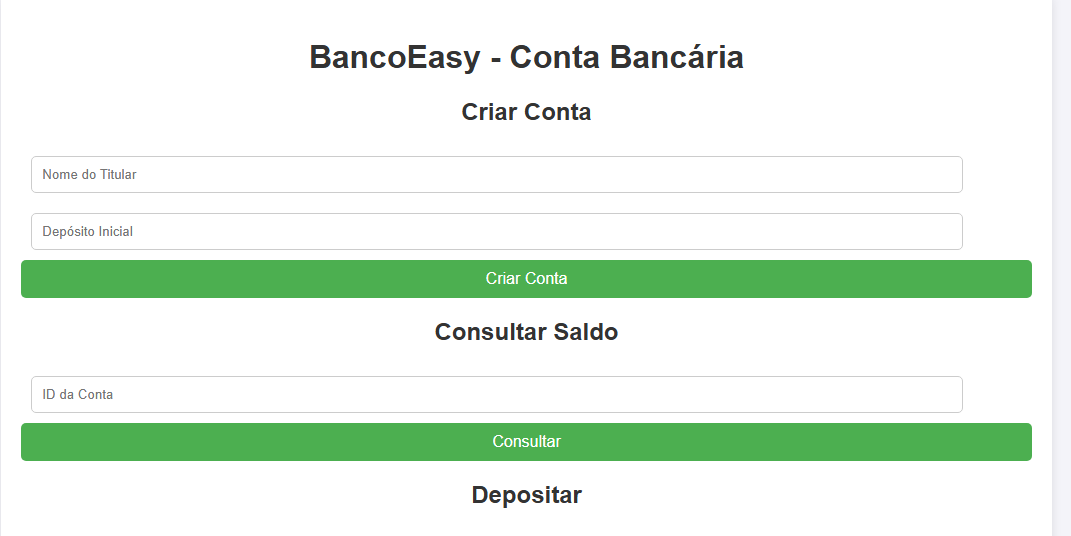 BancoEasy - Conta Bancária
Criar Conta
Nome do Titular
Depósito Inicial
Criar Conta
Consultar Saldo
ID da Conta
Consultar
Depositar